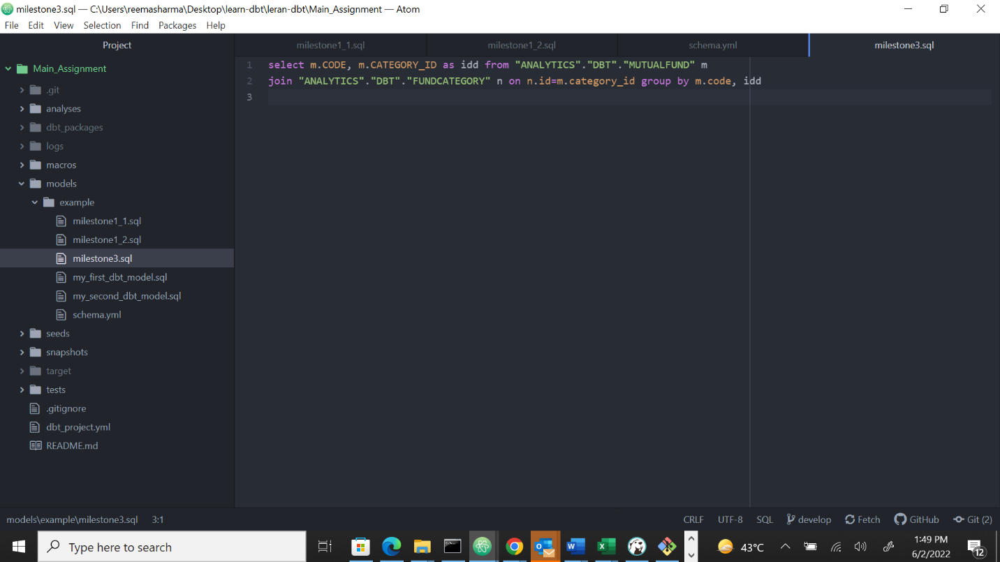 milestone3.sql — C:\Users\reemasharma\Desktop\learn-dbt\leran-dbt\Main_Assignment — Atom
File Edit View Selection Find Packages Help
Project
Main_Assignment
.git
analyses
dbt_packages
logs
macros
models
example
milestone1_1.sql
milestone1_2.sql
milestone3.sql
my_first_dbt_model.sql
my_second_dbt_model.sql
schema.yml
seeds
snapshots
target
tests
.gitignore
dbt_project.yml
README.md
milestone1_1.sql milestone1_2.sql schema.yml milestone3.sql
1 select m.CODE, m.CATEGORY_ID as idd from "ANALYTICS"."DBT"."MUTUALFUND" m
2 join "ANALYTICS"."DBT"."FUNDCATEGORY" n on n.id=m.category_id group by m.code, idd
3
models\example\milestone3.sql 3:1 CRLF UTF-8 SQL develop Fetch GitHub Git (2)
Type here to search
43°C
1:49 PM
6/2/2022
12